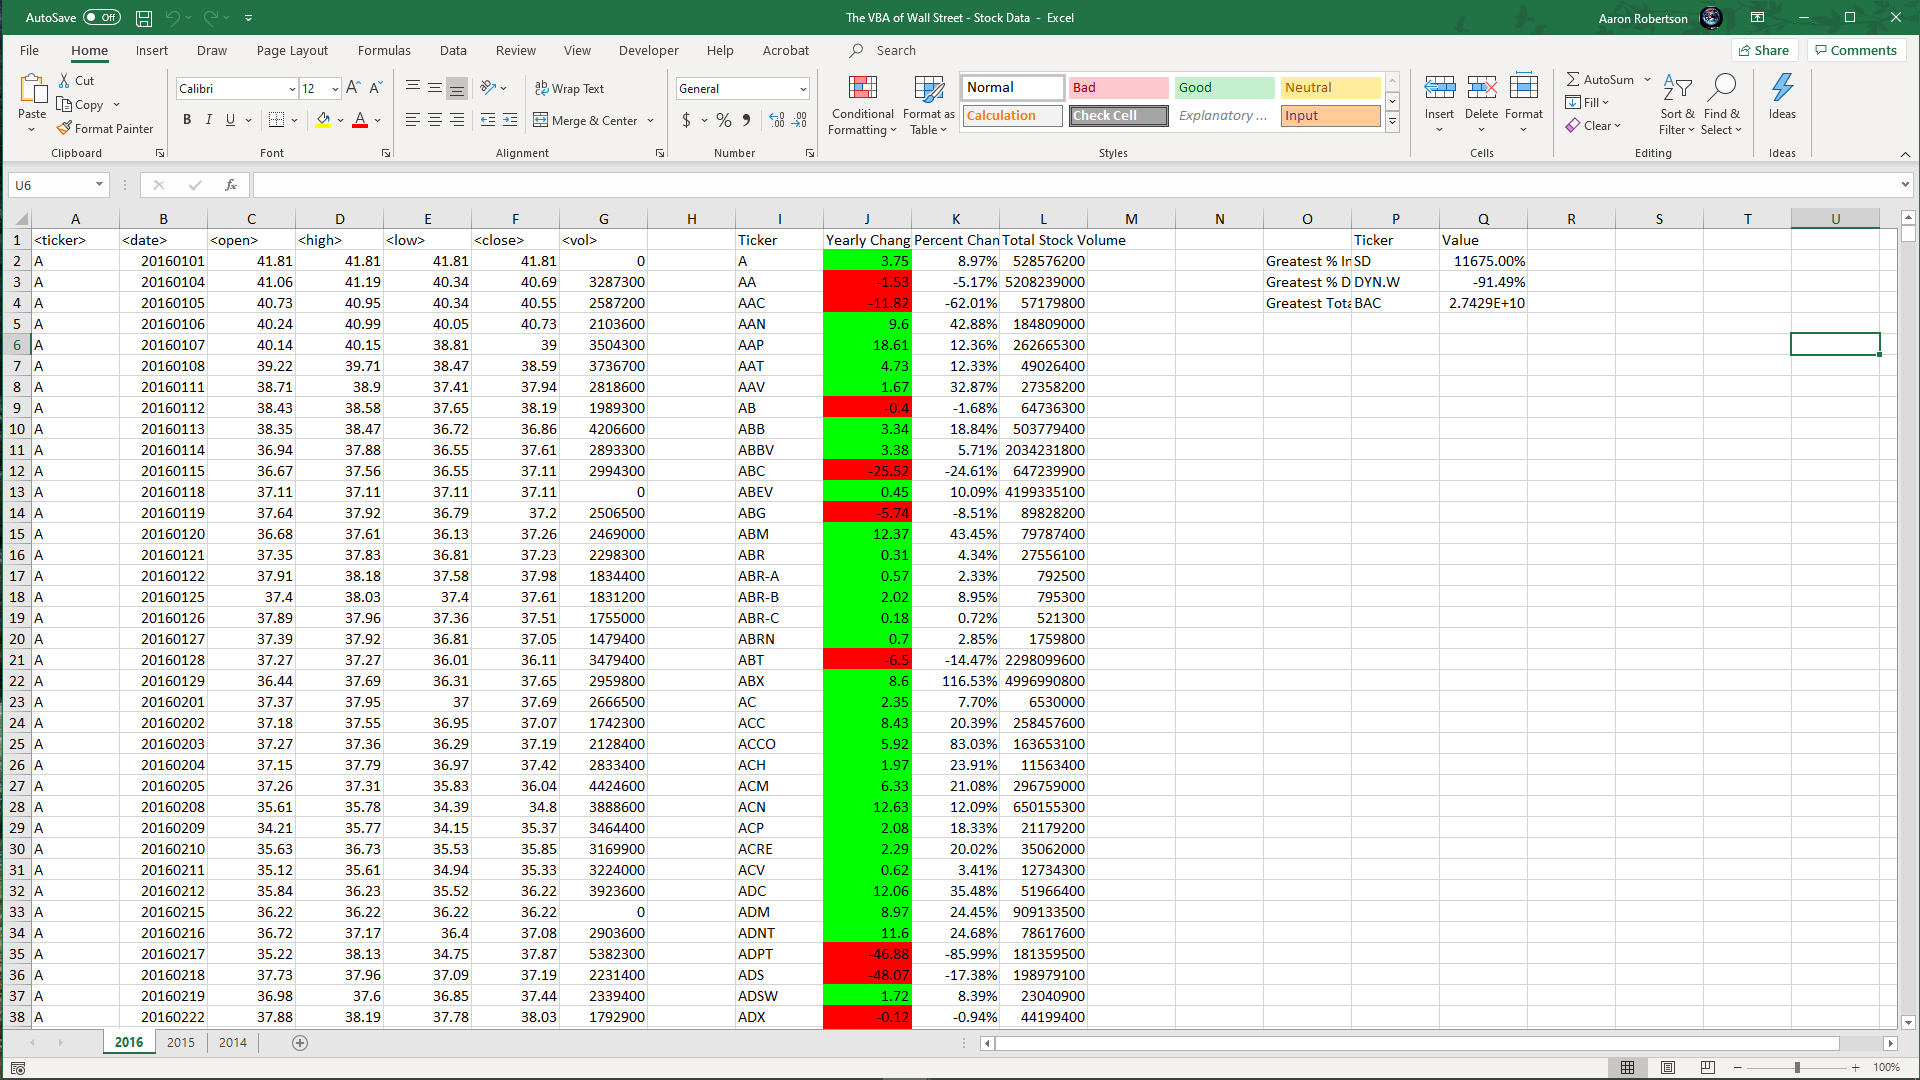 AutoSave Off The VBA of Wall Street - Stock Data - Excel Aaron Robertson
File Home Insert Draw Page Layout Formulas Data Review View Developer Help Acrobat Search Share Comments
Paste Cut Copy Format Painter
Calibri 12 A A B I U A
ab Wrap Text Merge & Center
General $ % 9
Conditional Formatting Format as Table
Normal Bad Good Neutral
Calculation Check Cell Explanatory ... Input
Insert Delete Format
AutoSum Fill Clear Sort & Filter Find & Select Ideas
Clipboard Font Alignment Number Styles Cells Editing Ideas
U6 fx
A B C D E F G H I J K L M N O P Q R S T U
1 <ticker> <date> <open> <high> <low> <close> <vol> Ticker Yearly Chang Percent Chan Total Stock Volume Ticker Value
2 A 20160101 41.81 41.81 41.81 41.81 0 A 3.75 8.97% 528576200 Greatest % In SD 11675.00%
3 A 20160104 41.06 41.19 40.34 40.69 3287300 AA -1.53 -5.17% 5208239000 Greatest % D DYN.W -91.49%
4 A 20160105 40.73 40.95 40.34 40.55 2587200 AAC -11.82 -62.01% 57179800 Greatest Tota BAC 2.7429E+10
5 A 20160106 40.24 40.99 40.05 40.73 2103600 AAN 9.6 42.88% 184809000
6 A 20160107 40.14 40.15 38.81 39 3504300 AAP 18.61 12.36% 262665300
7 A 20160108 39.22 39.71 38.47 38.59 3736700 AAT 4.73 12.33% 49026400
8 A 20160111 38.71 38.9 37.41 37.94 2818600 AAV 1.67 32.87% 27358200
9 A 20160112 38.43 38.58 37.65 38.19 1989300 AB -0.4 -1.68% 64736300
10 A 20160113 38.35 38.47 36.72 36.86 4206600 ABB 3.34 18.84% 503779400
11 A 20160114 36.94 37.88 36.55 37.61 2893300 ABBV 3.38 5.71% 2034231800
12 A 20160115 36.67 37.56 36.55 37.11 2994300 ABC -25.52 -24.61% 647239900
13 A 20160118 37.11 37.11 37.11 37.11 0 ABEV 0.45 10.09% 4199335100
14 A 20160119 37.64 37.92 36.79 37.2 2506500 ABG -5.74 -8.51% 89828200
15 A 20160120 36.68 37.61 36.13 37.26 2469000 ABM 12.37 43.45% 79787400
16 A 20160121 37.35 37.83 36.81 37.23 2298300 ABR 0.31 4.34% 27556100
17 A 20160122 37.91 38.18 37.58 37.98 1834400 ABR-A 0.57 2.33% 792500
18 A 20160125 37.4 38.03 37.4 37.61 1831200 ABR-B 2.02 8.95% 795300
19 A 20160126 37.89 37.96 37.36 37.51 1755000 ABR-C 0.18 0.72% 521300
20 A 20160127 37.39 37.92 36.81 37.05 1479400 ABRN 0.7 2.85% 1759800
21 A 20160128 37.27 37.27 36.01 36.11 3479400 ABT -6.5 -14.47% 2298099600
22 A 20160129 36.44 37.69 36.31 37.65 2959800 ABX 8.6 116.53% 4996990800
23 A 20160201 37.37 37.95 37 37.69 2666500 AC 2.35 7.70% 6530000
24 A 20160202 37.18 37.55 36.95 37.07 1742300 ACC 8.43 20.39% 258457600
25 A 20160203 37.27 37.36 36.29 37.19 2128400 ACCO 5.92 83.03% 163653100
26 A 20160204 37.15 37.79 36.97 37.42 2833400 ACH 1.97 23.91% 11563400
27 A 20160205 37.26 37.31 35.83 36.04 4424600 ACM 6.33 21.08% 296759000
28 A 20160208 35.61 35.78 34.39 34.8 3888600 ACN 12.63 12.09% 650155300
29 A 20160209 34.21 35.77 34.15 35.37 3464400 ACP 2.08 18.33% 21179200
30 A 20160210 35.63 36.73 35.53 35.85 3169900 ACRE 2.29 20.02% 35062000
31 A 20160211 35.12 35.61 34.94 35.33 3224000 ACV 0.62 3.41% 12734300
32 A 20160212 35.84 36.23 35.52 36.22 3923600 ADC 12.06 35.48% 51966400
33 A 20160215 36.22 36.22 36.22 36.22 0 ADM 8.97 24.45% 909133500
34 A 20160216 36.72 37.17 36.4 37.08 2903600 ADNT 11.6 24.68% 78617600
35 A 20160217 35.22 38.13 34.75 37.87 5382300 ADPT -46.88 -85.99% 181359500
36 A 20160218 37.73 37.96 37.09 37.19 2231400 ADS -48.07 -17.38% 198979100
37 A 20160219 36.98 37.6 36.85 37.44 2339400 ADSW 1.72 8.39% 23040900
38 A 20160222 37.88 38.19 37.78 38.03 1792900 ADX -0.12 -0.94% 44199400
2016 2015 2014
100%